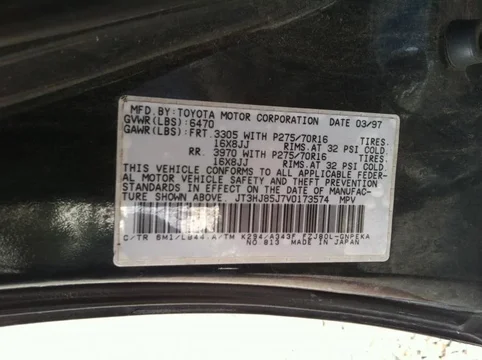 MFD. BY: TOYOTA MOTOR CORPORATION DATE 03/97
GVWR(LBS): 6470
GAWR(LBS): FRT. 3305 WITH P275/70R16 TIRES.
16X8JJ RIMS.AT 32 PSI COLD.
RR. 3970 WITH P275/70R16 TIRES.
16X8JJ RIMS.AT 32 PSI COLD.
THIS VEHICLE CONFORMS TO ALL APPLICABLE FEDER-
AL MOTOR VEHICLE SAFETY AND THEFT PREVENTION
STANDARDS IN EFFECT ON THE DATE OF MANUFAC-
TURE SHOWN ABOVE. JT3HJ85J7V0173574 MPV
C/TR 6M1/LB44/A/TM K294/A343F FZJ80L-GNPEKA
NO 813 MADE IN JAPAN